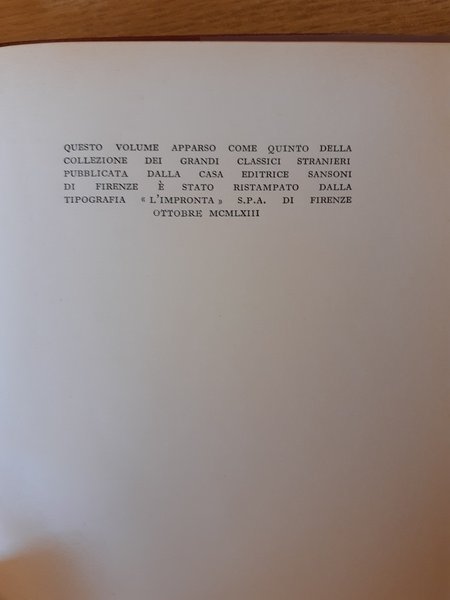 QUESTO VOLUME APPARSO COME QUINTO DELLA
COLLEZIONE DEI GRANDI CLASSICI STRANIERI
PUBBLICATA DALLA CASA EDITRICE SANSONI
DI FIRENZE È STATO RISTAMPATO DALLA
TIPOGRAFIA « L'IMPRONTA » S.P.A. DI FIRENZE
OTTOBRE MCMLXIII